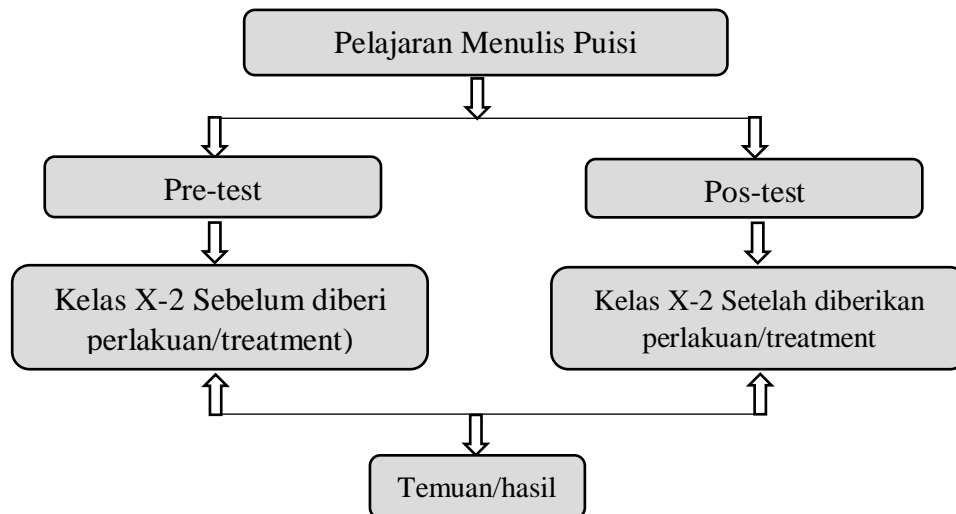 Pelajaran Menulis Puisi
Pre-test
Pos-test
Kelas X-2 Sebelum diberi
perlakuan/treatment)
Kelas X-2 Setelah diberikan
perlakuan/treatment
Temuan/hasil